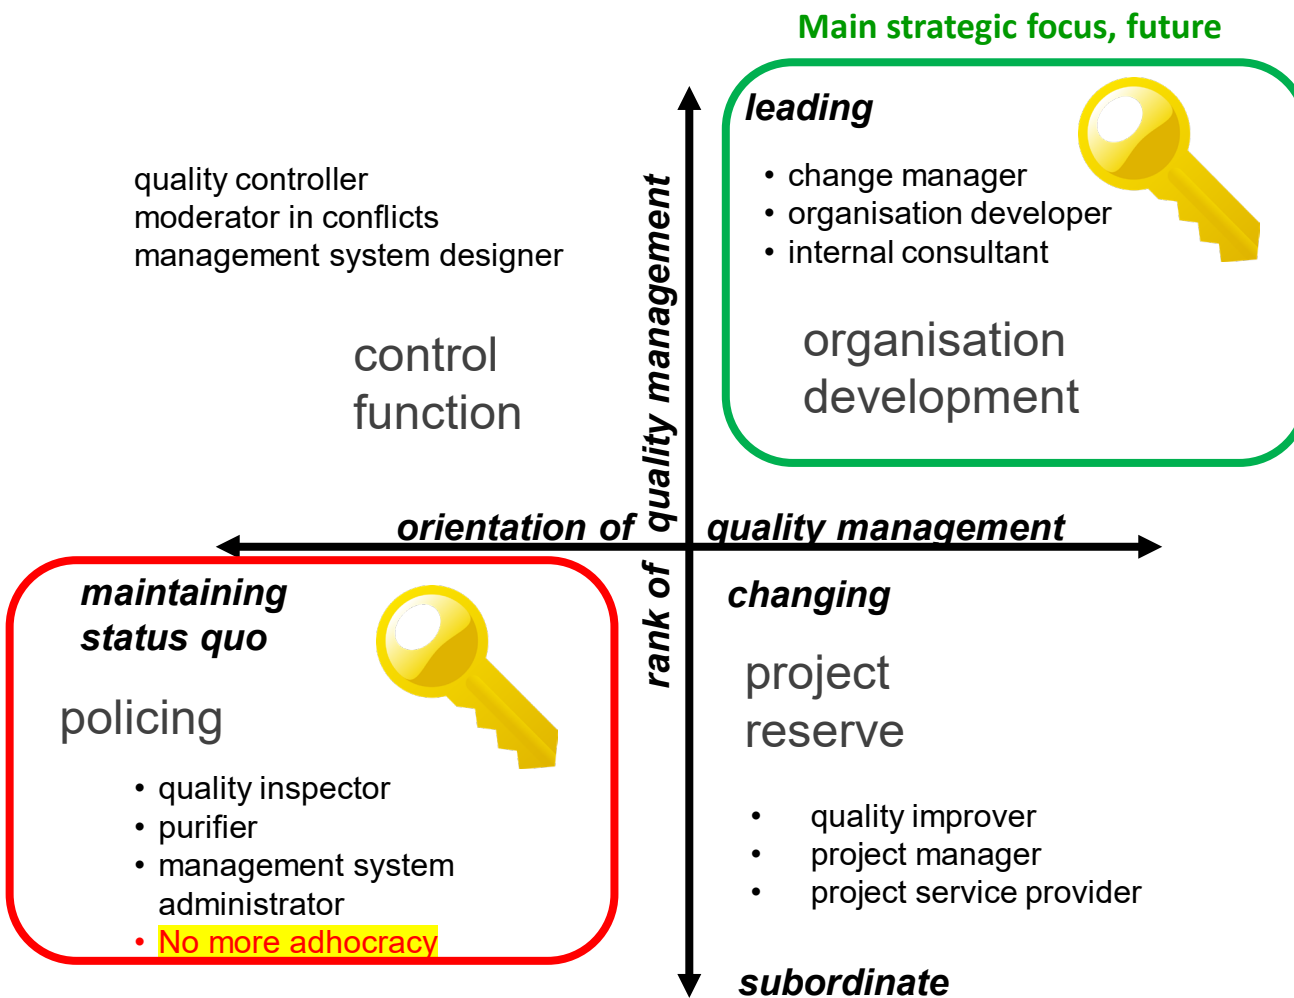 Main strategic focus, future
leading
• change manager
• organisation developer
• internal consultant
organisation
development
quality controller
moderator in conflicts
management system designer
control
function
rank of quality management
orientation of quality management
maintaining
status quo
policing
• quality inspector
• purifier
• management system
administrator
• No more adhocracy
changing
project
reserve
• quality improver
• project manager
• project service provider
subordinate